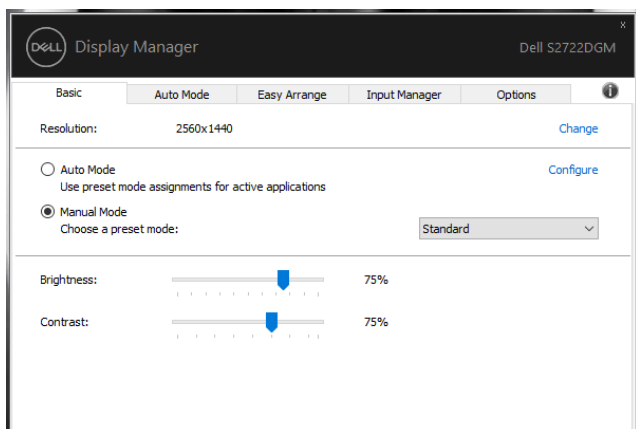 x
DELL Display Manager Dell S2722DGM
Basic Auto Mode Easy Arrange Input Manager Options i
Resolution: 2560x1440 Change
Auto Mode Configure
Use preset mode assignments for active applications
Manual Mode
Choose a preset mode: Standard
Brightness: 75%
Contrast: 75%